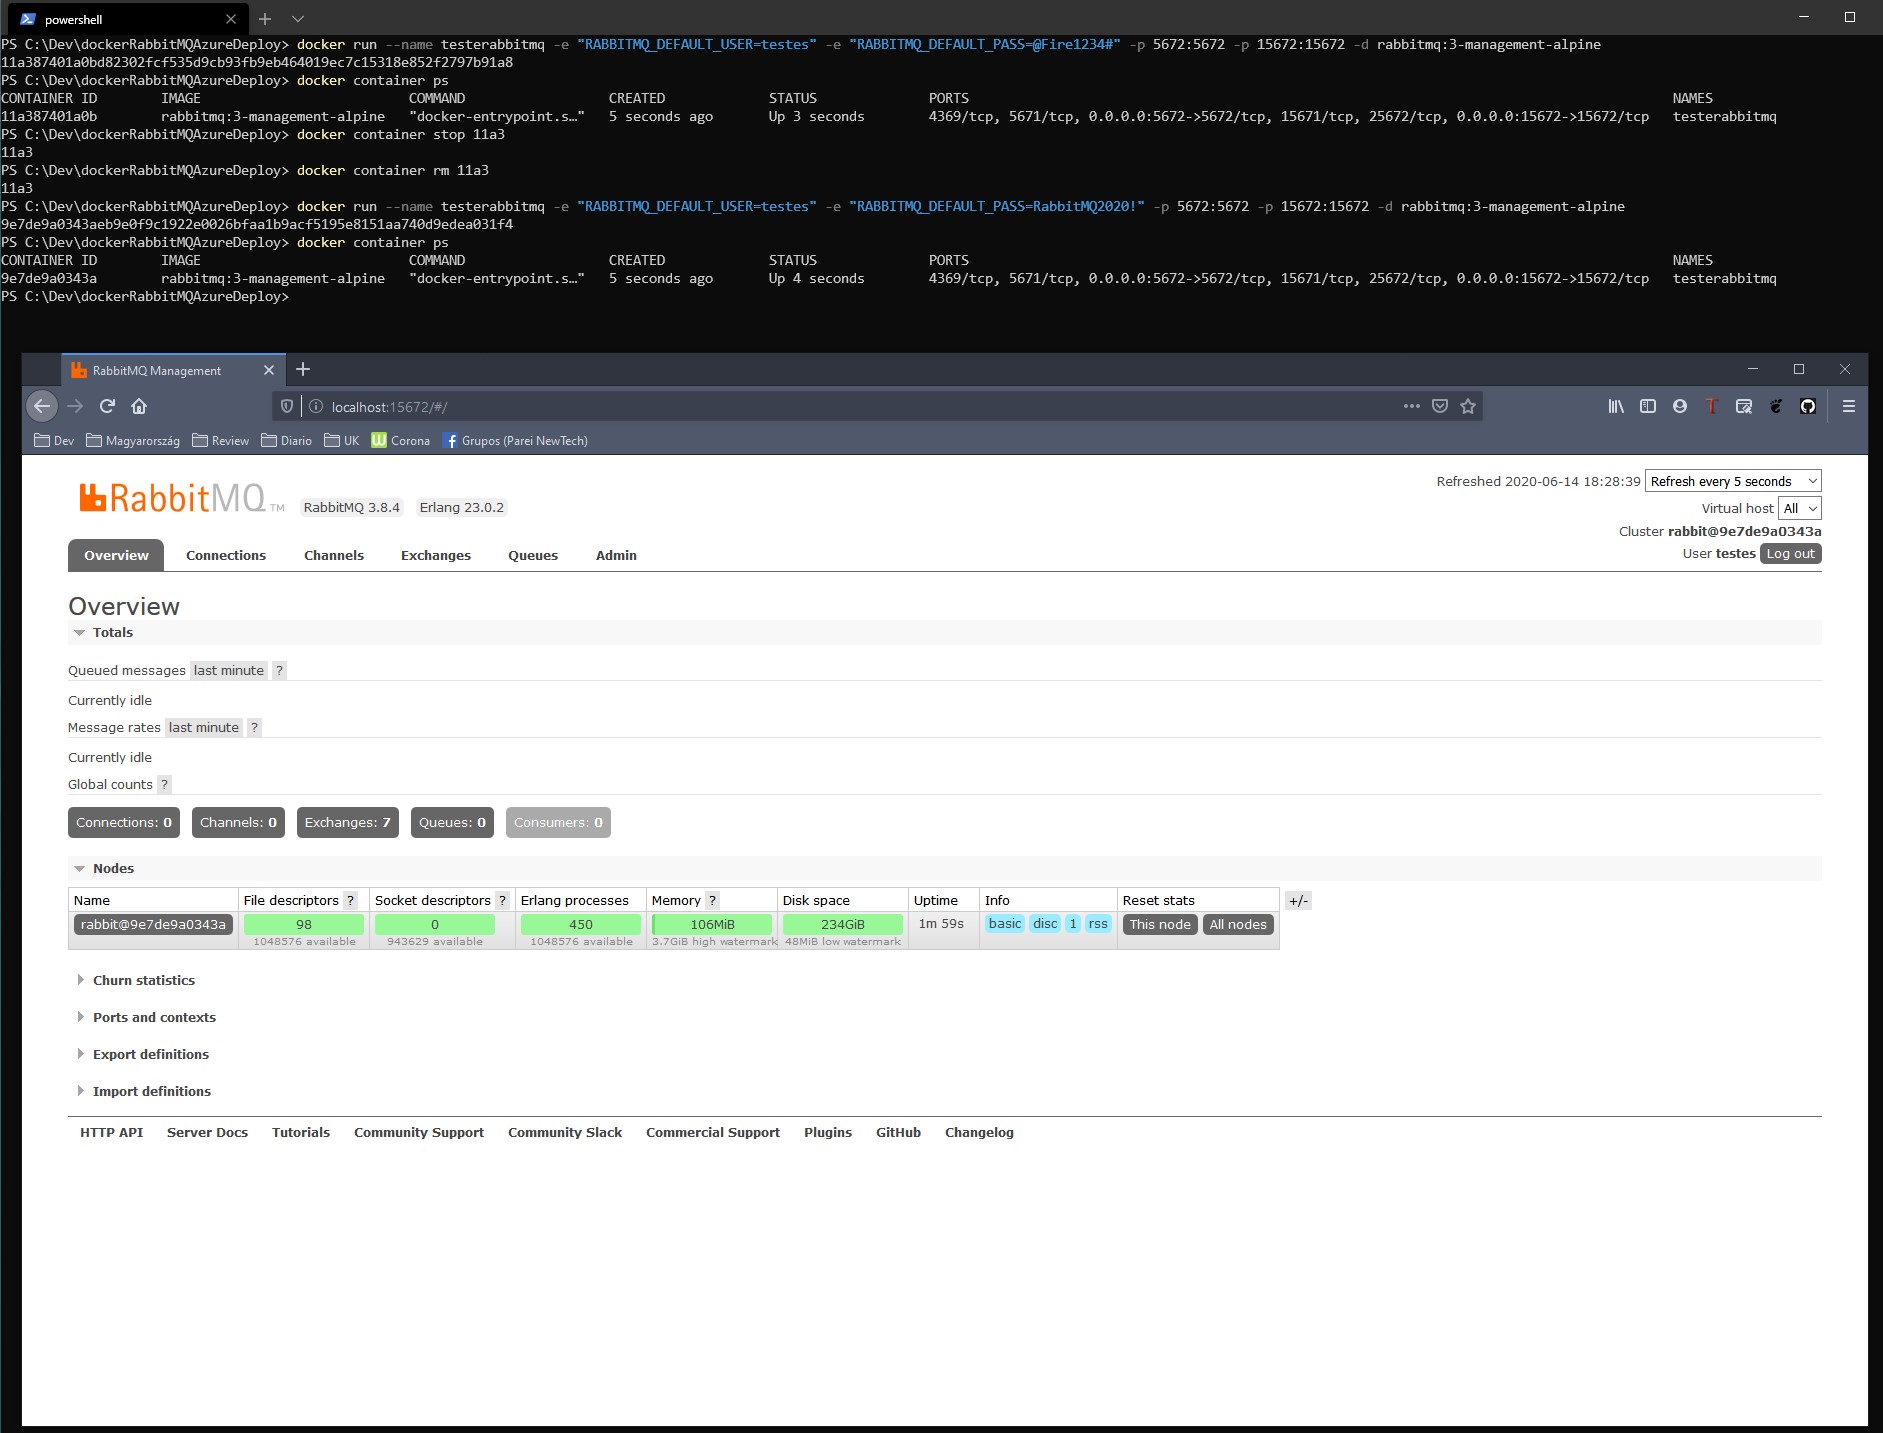 powershell
PS C:\Dev\dockerRabbitMQAzureDeploy> docker run --name testerabbitmq -e "RABBITMQ_DEFAULT_USER=testes" -e "RABBITMQ_DEFAULT_PASS=@Fire1234#" -p 5672:5672 -p 15672:15672 -d rabbitmq:3-management-alpine
11a387401a0bd82302fcf535d9cb93fb9eb464019ec7c15318e852f2797b91a8
PS C:\Dev\dockerRabbitMQAzureDeploy> docker container ps
CONTAINER ID IMAGE COMMAND CREATED STATUS PORTS NAMES
11a387401a0b rabbitmq:3-management-alpine "docker-entrypoint.s…" 5 seconds ago Up 3 seconds 4369/tcp, 5671/tcp, 0.0.0.0:5672->5672/tcp, 15671/tcp, 25672/tcp, 0.0.0.0:15672->15672/tcp testerabbitmq
PS C:\Dev\dockerRabbitMQAzureDeploy> docker container stop 11a3
11a3
PS C:\Dev\dockerRabbitMQAzureDeploy> docker container rm 11a3
11a3
PS C:\Dev\dockerRabbitMQAzureDeploy> docker run --name testerabbitmq -e "RABBITMQ_DEFAULT_USER=testes" -e "RABBITMQ_DEFAULT_PASS=RabbitMQ2020!" -p 5672:5672 -p 15672:15672 -d rabbitmq:3-management-alpine
9e7de9a0343aeb9e0f9c1922e0026bfaa1b9acf5195e8151aa740d9edea031f4
PS C:\Dev\dockerRabbitMQAzureDeploy> docker container ps
CONTAINER ID IMAGE COMMAND CREATED STATUS PORTS NAMES
9e7de9a0343a rabbitmq:3-management-alpine "docker-entrypoint.s…" 5 seconds ago Up 4 seconds 4369/tcp, 5671/tcp, 0.0.0.0:5672->5672/tcp, 15671/tcp, 25672/tcp, 0.0.0.0:15672->15672/tcp testerabbitmq
PS C:\Dev\dockerRabbitMQAzureDeploy>
RabbitMQ Management
localhost:15672/#/
Dev Magyarország Review Diario UK Corona Grupos (Parei NewTech)
Refreshed 2020-06-14 18:28:39 Refresh every 5 seconds
RabbitMQ TM RabbitMQ 3.8.4 Erlang 23.0.2
Virtual host All
Cluster rabbit@9e7de9a0343a
User testes Log out
Overview Connections Channels Exchanges Queues Admin
Overview
Totals
Queued messages last minute ?
Currently idle
Message rates last minute ?
Currently idle
Global counts ?
Connections: 0 Channels: 0 Exchanges: 7 Queues: 0 Consumers: 0
Nodes
Name File descriptors ? Socket descriptors ? Erlang processes Memory ? Disk space Uptime Info Reset stats +/-
rabbit@9e7de9a0343a 98 0 450 106MiB 234GiB 1m 59s basic disc 1 rss This node All nodes
1048576 available 943629 available 1048576 available 3.7GiB high watermark 48MiB low watermark
Churn statistics
Ports and contexts
Export definitions
Import definitions
HTTP API Server Docs Tutorials Community Support Community Slack Commercial Support Plugins GitHub Changelog